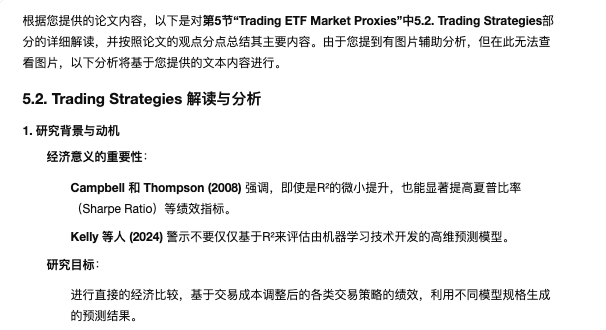 根据您提供的论文内容，以下是对第5节“Trading ETF Market Proxies”中5.2. Trading Strategies部
分的详细解读，并按照论文的观点分点总结其主要内容。由于您提到有图片辅助分析，但在此无法查
看图片，以下分析将基于您提供的文本内容进行。
5.2. Trading Strategies 解读与分析
1. 研究背景与动机
经济意义的重要性：
Campbell 和 Thompson (2008) 强调，即使是R²的微小提升，也能显著提高夏普比率
（Sharpe Ratio）等绩效指标。
Kelly 等人 (2024) 警示不要仅仅基于R²来评估由机器学习技术开发的高维预测模型。
研究目标：
进行直接的经济比较，基于交易成本调整后的各类交易策略的绩效，利用不同模型规格生成
的预测结果。